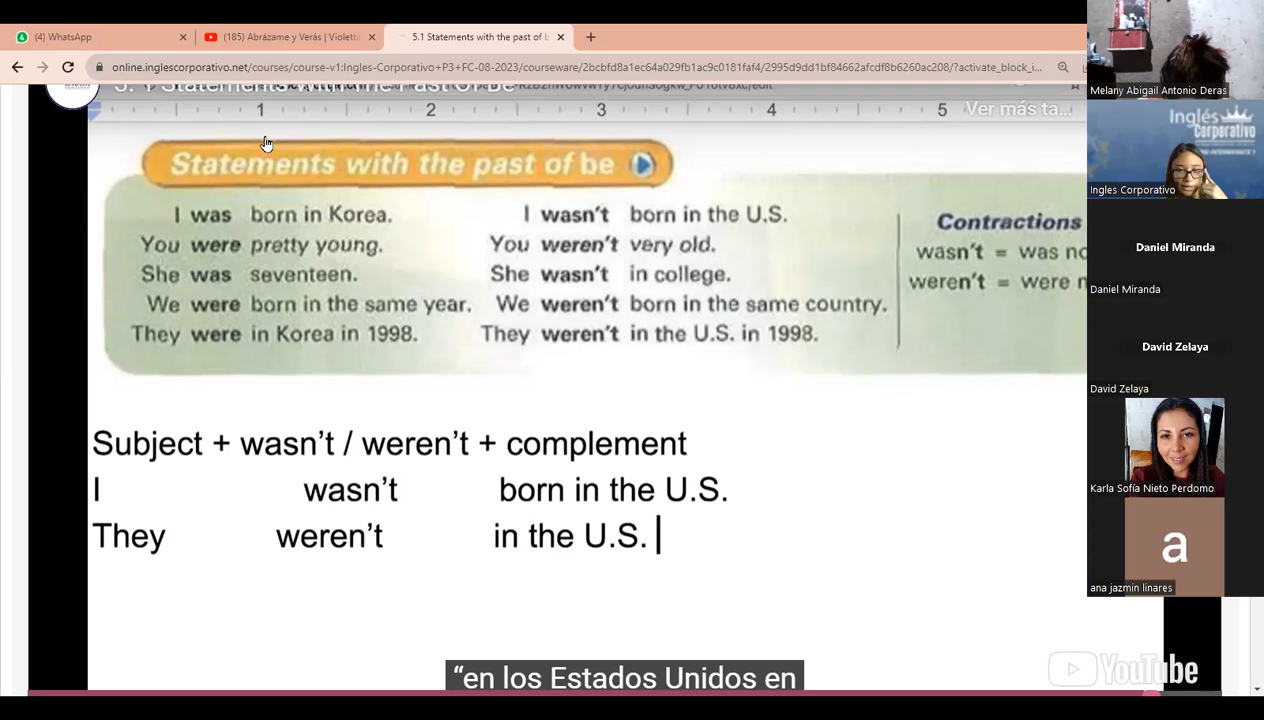 (4) WhatsApp
(185) Abrázame y Verás | Violetta
5.1 Statements with the past of b
online.inglescorporativo.net/courses/course-v1:Ingles-Corporativo+P3+FC-08-2023/courseware/2bcbfd8a1ec64a029fb1ac9c0181faf4/2995d9dd1bf84662afcdf8b6260ac208/?activate_block_i...
1 2 3 4 5
Ver más ta...
Statements with the past of be
I was born in Korea.
You were pretty young.
She was seventeen.
We were born in the same year.
They were in Korea in 1998.
I wasn't born in the U.S.
You weren't very old.
She wasn't in college.
We weren't born in the same country.
They weren't in the U.S. in 1998.
Contractions
wasn't = was no
weren't = were n
Subject + wasn't / weren't + complement
I wasn't born in the U.S.
They weren't in the U.S.
“en los Estados Unidos en
YouTube
Melany Abigail Antonio Deras
Inglés
Corporativo
Ingles Corporativo
Daniel Miranda
Daniel Miranda
David Zelaya
David Zelaya
Karla Sofía Nieto Perdomo
a
ana jazmin linares